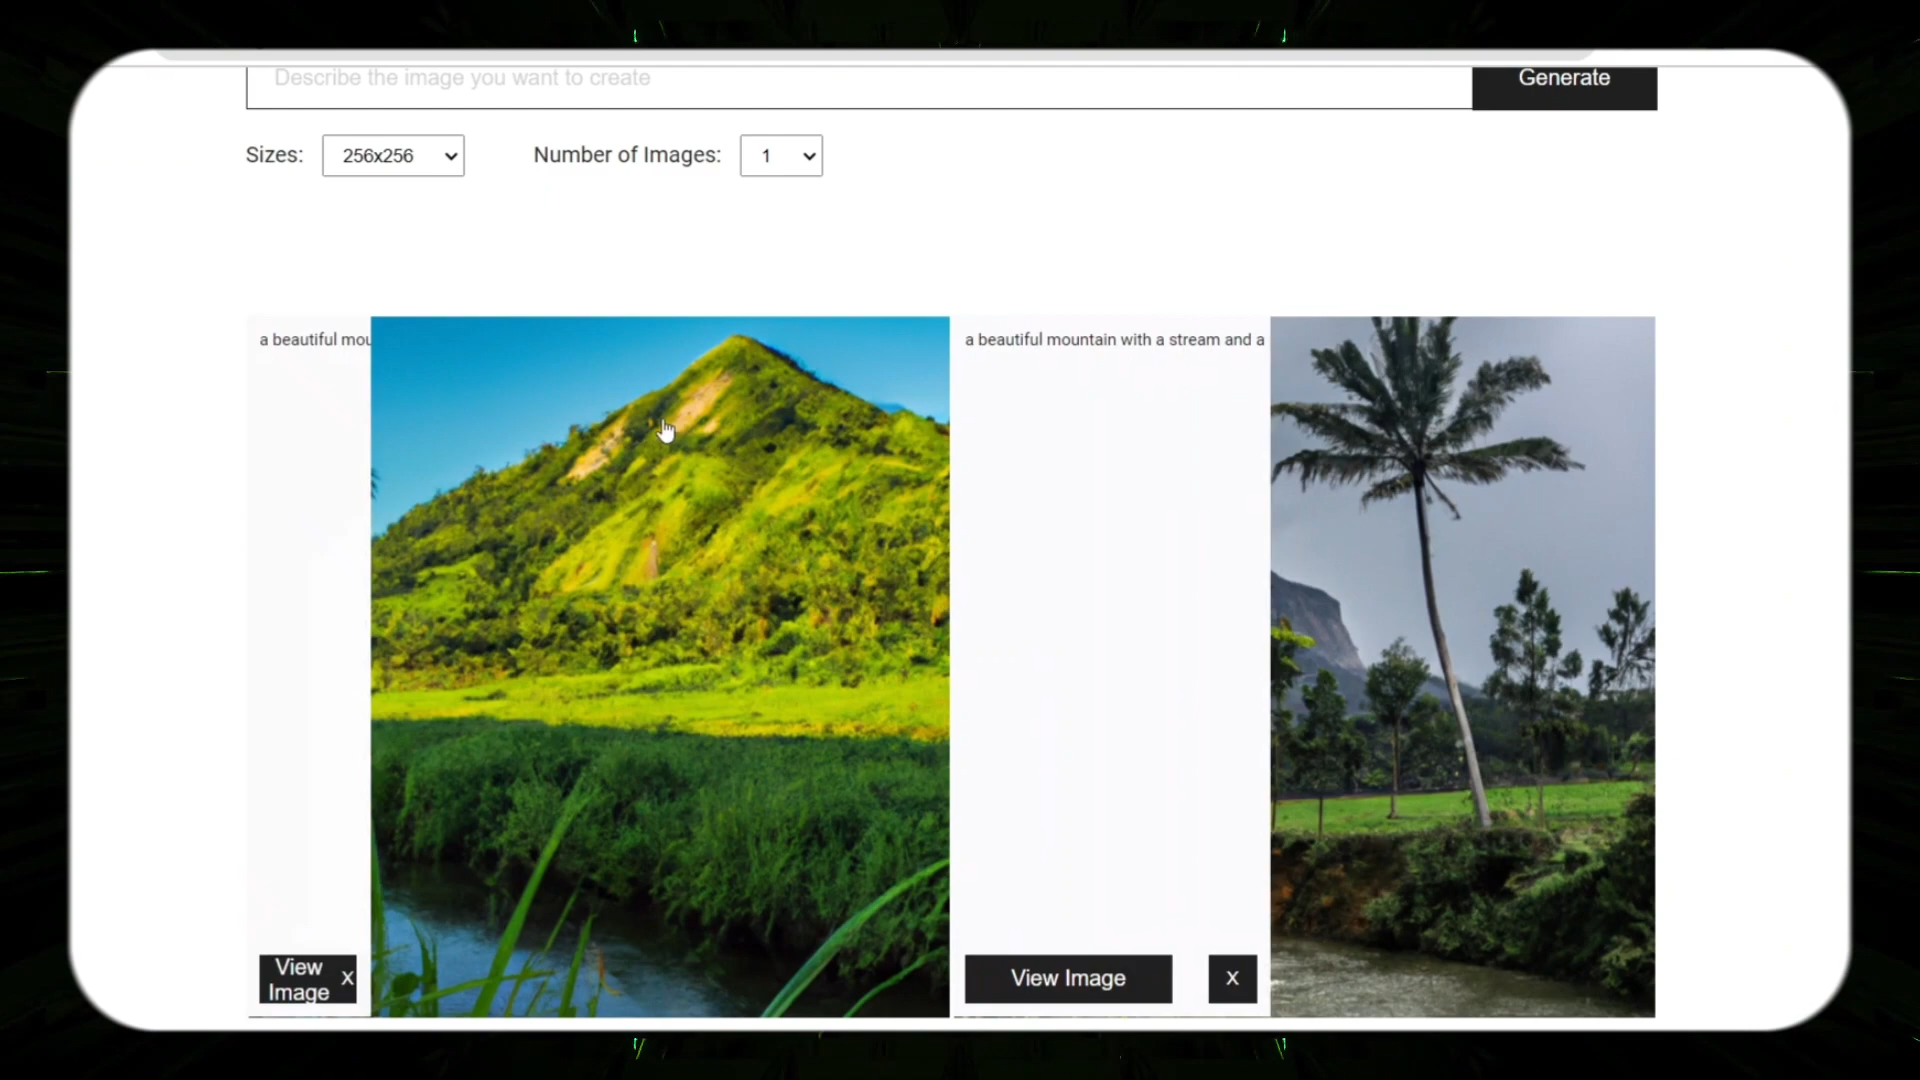 Describe the image you want to create
Generate
Sizes: 256x256 Number of Images: 1
a beautiful mou
a beautiful mountain with a stream and a
View
Image
X
View Image
X